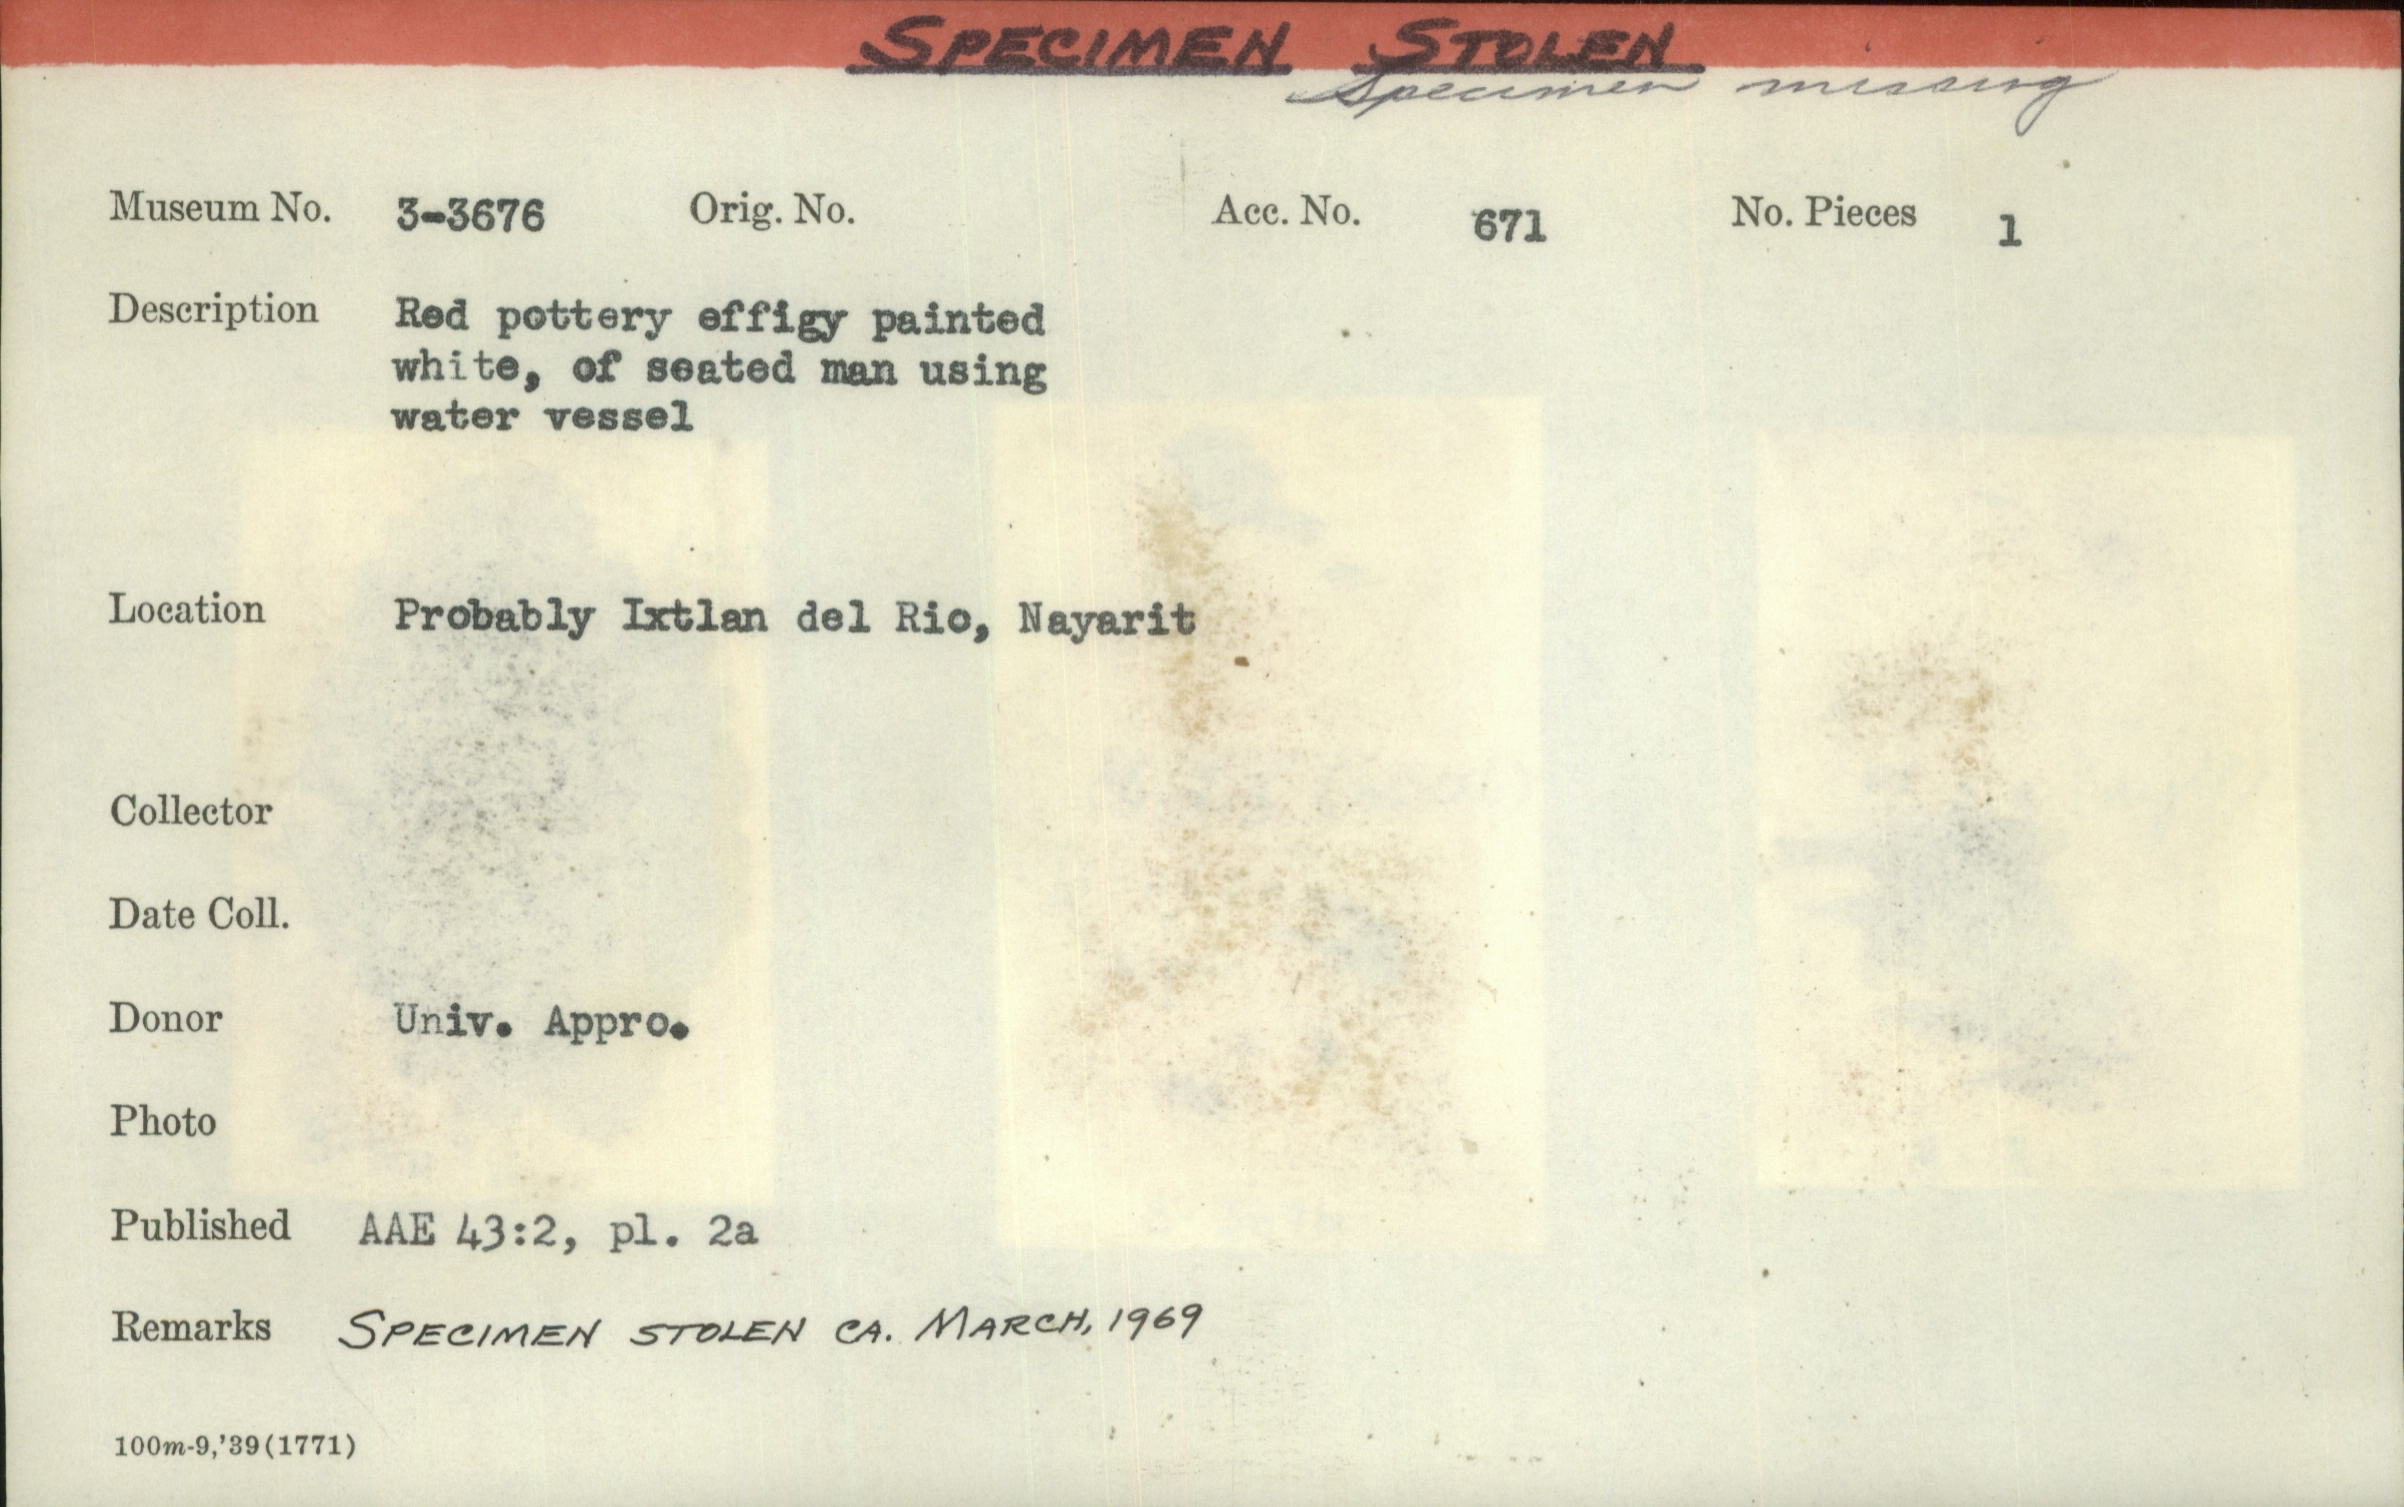 SPECIMEN STOLEN
Specimen missing
Museum No. 3-3676 Orig. No. Acc. No. 671 No. Pieces 1
Description Red pottery effigy painted
white, of seated man using
water vessel
Location Probably Ixtlan del Rio, Nayarit
Collector
Date Coll.
Donor Univ. Appro.
Photo
Published AAE 43:2, pl. 2a
Remarks SPECIMEN STOLEN CA. MARCH, 1969
100m-9,'39(1771)